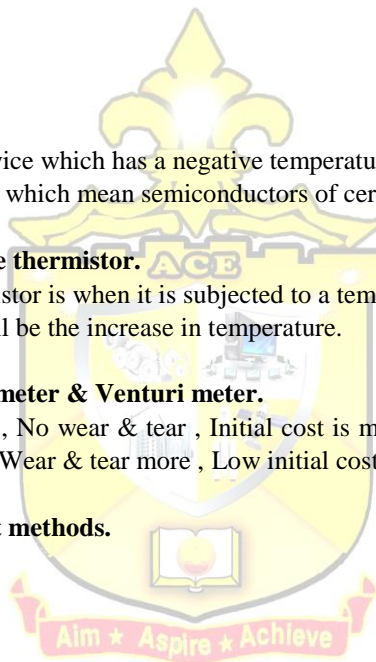 vice which has a negative temperatu
which mean semiconductors of cer
ACE
e thermistor.
istor is when it is subjected to a tem
ll be the increase in temperature.
meter & Venturi meter.
, No wear & tear , Initial cost is m
Wear & tear more , Low initial cost
t methods.
Aim ★ Aspire ★ Achieve